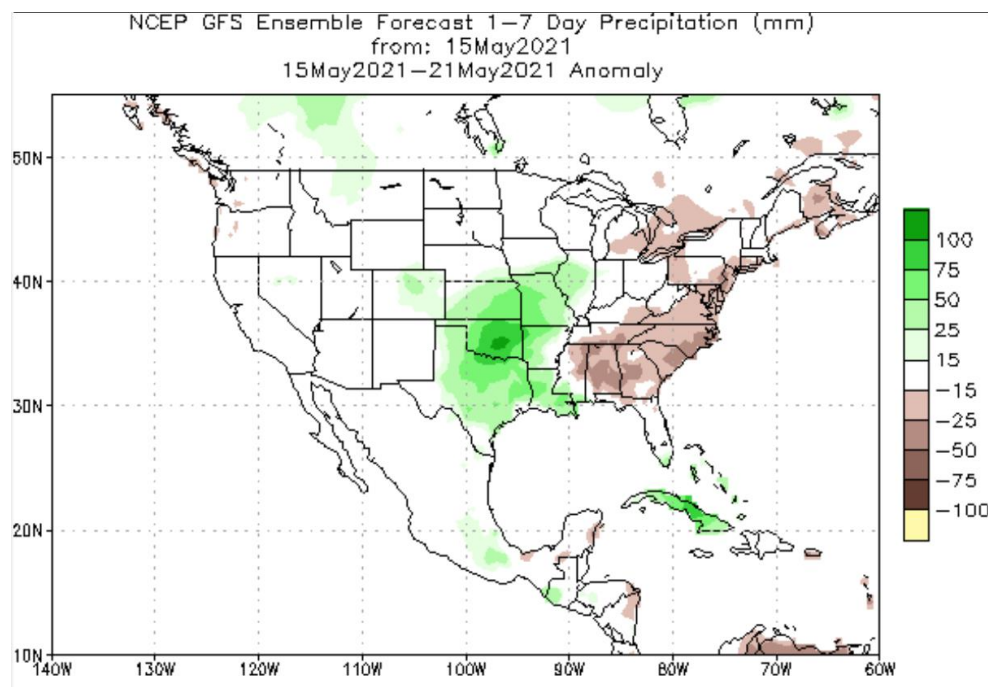 NCEP GFS Ensemble Forecast 1−7 Day Precipitation (mm)
from: 15May2021
15May2021−21May2021 Anomaly
50N
40N
30N
20N
10N
140W 130W 120W 110W 100W 90W 80W 70W 60W
100
75
50
25
15
−15
−25
−50
−75
−100